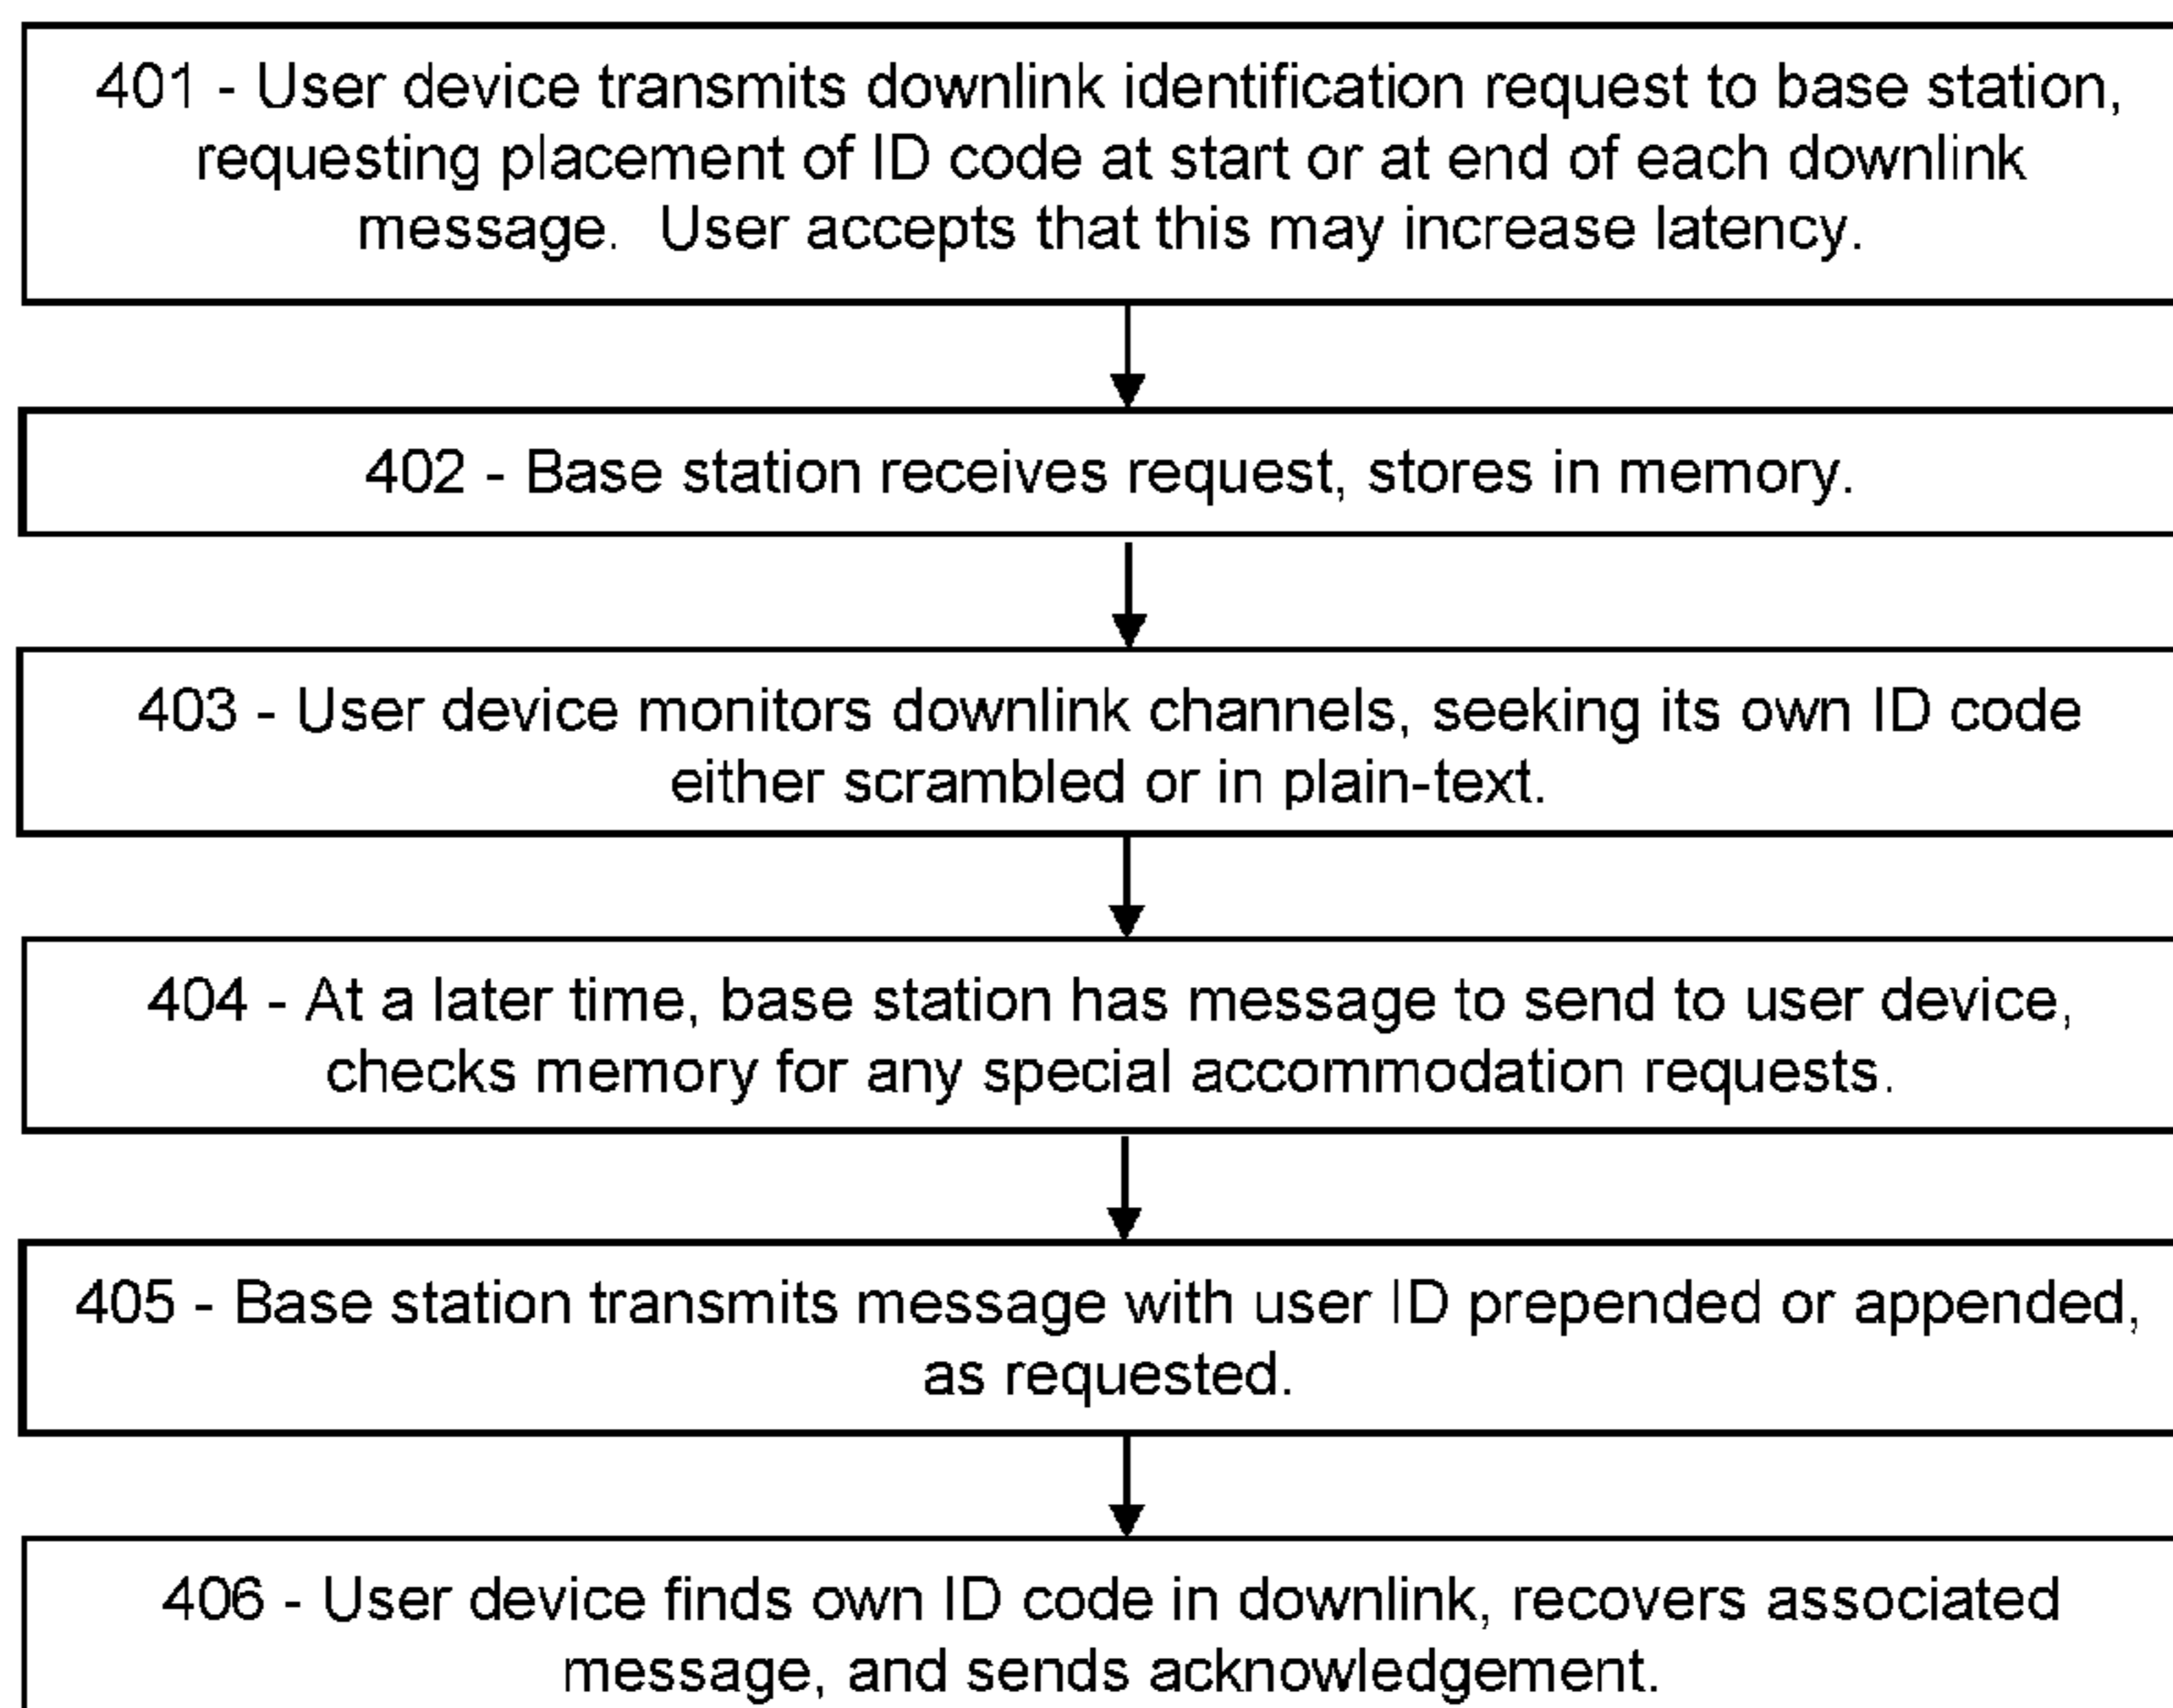 401 - User device transmits downlink identification request to base station,
requesting placement of ID code at start or at end of each downlink
message.  User accepts that this may increase latency.
402 - Base station receives request, stores in memory.
403 - User device monitors downlink channels, seeking its own ID code
either scrambled or in plain-text.
404 - At a later time, base station has message to send to user device,
checks memory for any special accommodation requests.
405 - Base station transmits message with user ID prepended or appended,
as requested.
406 - User device finds own ID code in downlink, recovers associated
message, and sends acknowledgement.